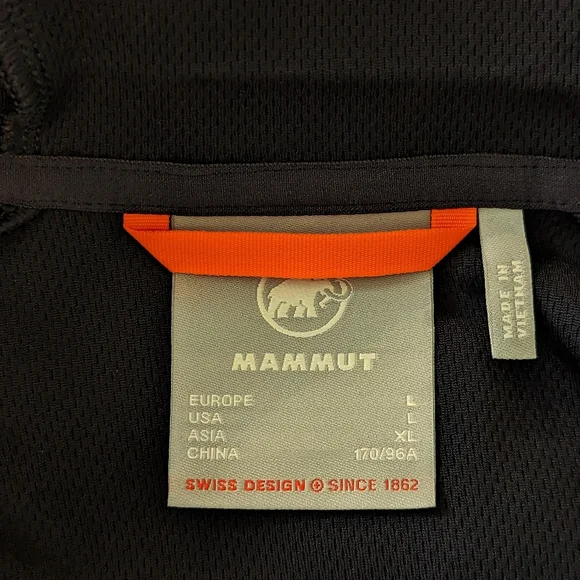 MAMMUT
EUROPE L
USA L
ASIA XL
CHINA 170/96A
SWISS DESIGN SINCE 1862
MADE IN
VIETNAM